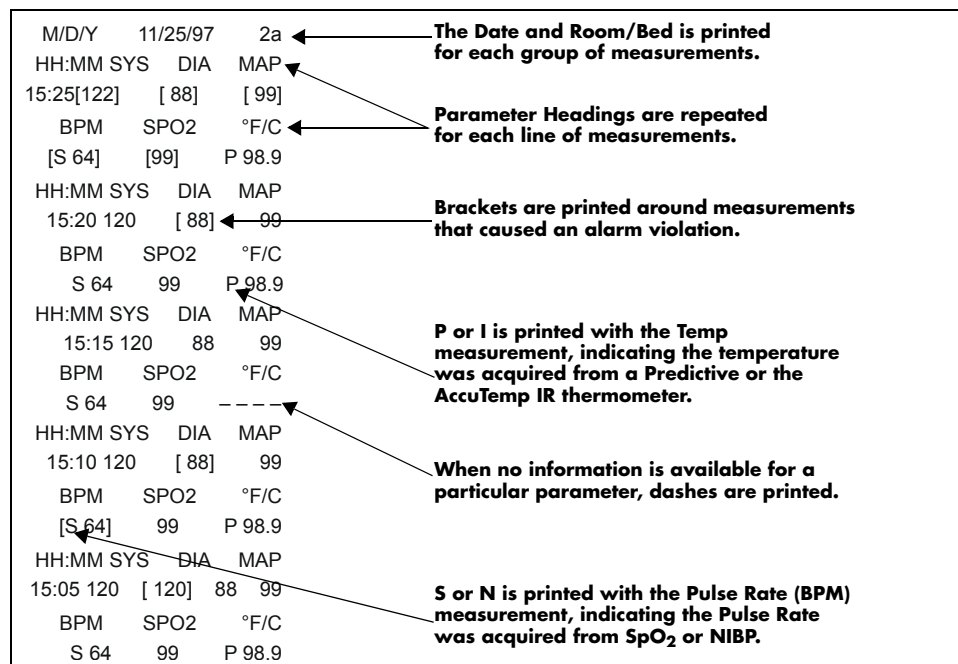 M/D/Y 11/25/97 2a
HH:MM SYS DIA MAP
15:25[122] [ 88] [ 99]
BPM SPO2 °F/C
[S 64] [99] P 98.9
HH:MM SYS DIA MAP
15:20 120 [ 88] 99
BPM SPO2 °F/C
S 64 99 P 98.9
HH:MM SYS DIA MAP
15:15 120 88 99
BPM SPO2 °F/C
S 64 99 – – – –
HH:MM SYS DIA MAP
15:10 120 [ 88] 99
BPM SPO2 °F/C
[S 64] 99 P 98.9
HH:MM SYS DIA MAP
15:05 120 [ 120] 88 99
BPM SPO2 °F/C
S 64 99 P 98.9
The Date and Room/Bed is printed
for each group of measurements.
Parameter Headings are repeated
for each line of measurements.
Brackets are printed around measurements
that caused an alarm violation.
P or I is printed with the Temp
measurement, indicating the temperature
was acquired from a Predictive or the
AccuTemp IR thermometer.
When no information is available for a
particular parameter, dashes are printed.
S or N is printed with the Pulse Rate (BPM)
measurement, indicating the Pulse Rate
was acquired from SpO2 or NIBP.